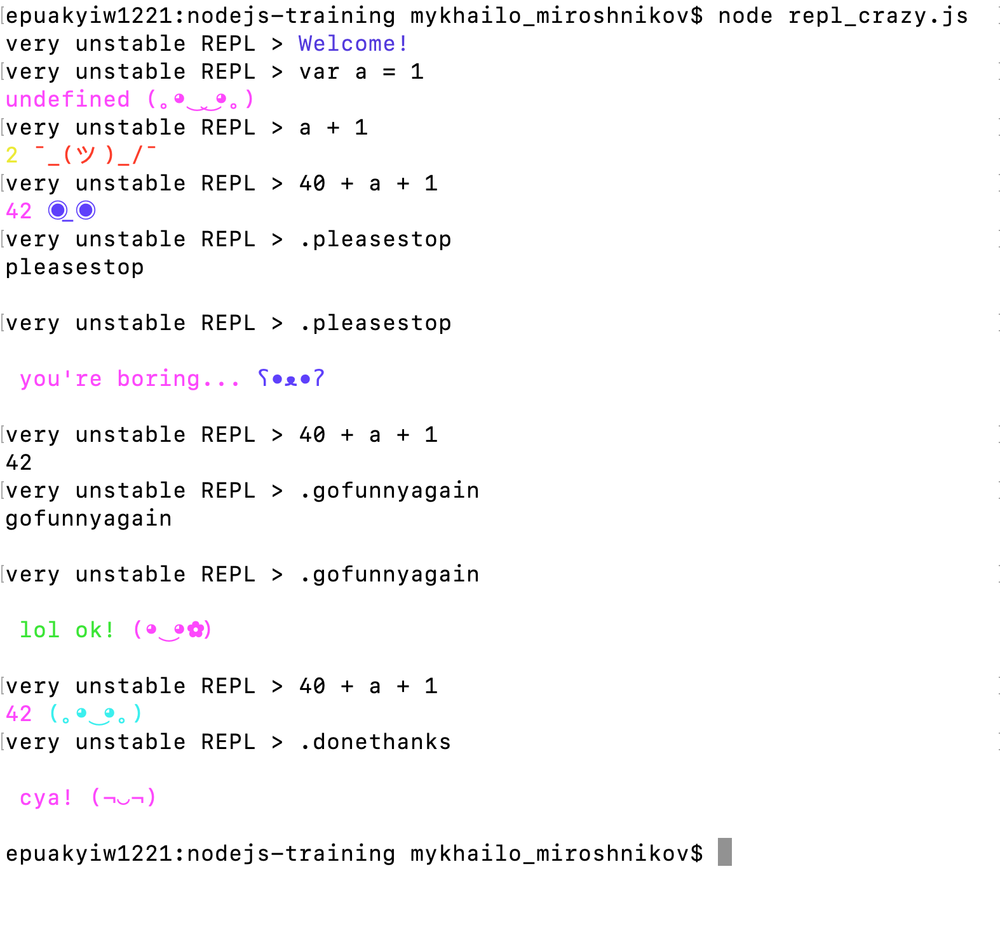 epuakyiw1221:nodejs-training mykhailo_miroshnikov$ node repl_crazy.js
very unstable REPL > Welcome!
very unstable REPL > var a = 1
undefined (｡◕‿‿◕｡)
very unstable REPL > a + 1
2 ¯_(ツ)_/¯
very unstable REPL > 40 + a + 1
42 ◉_◉
very unstable REPL > .pleasestop
pleasestop
very unstable REPL > .pleasestop
you're boring... ʕ•ᴥ•ʔ
very unstable REPL > 40 + a + 1
42
very unstable REPL > .gofunnyagain
gofunnyagain
very unstable REPL > .gofunnyagain
lol ok! (◕‿◕✿)
very unstable REPL > 40 + a + 1
42 (｡◕‿◕｡)
very unstable REPL > .donethanks
cya! (¬‿¬)
epuakyiw1221:nodejs-training mykhailo_miroshnikov$